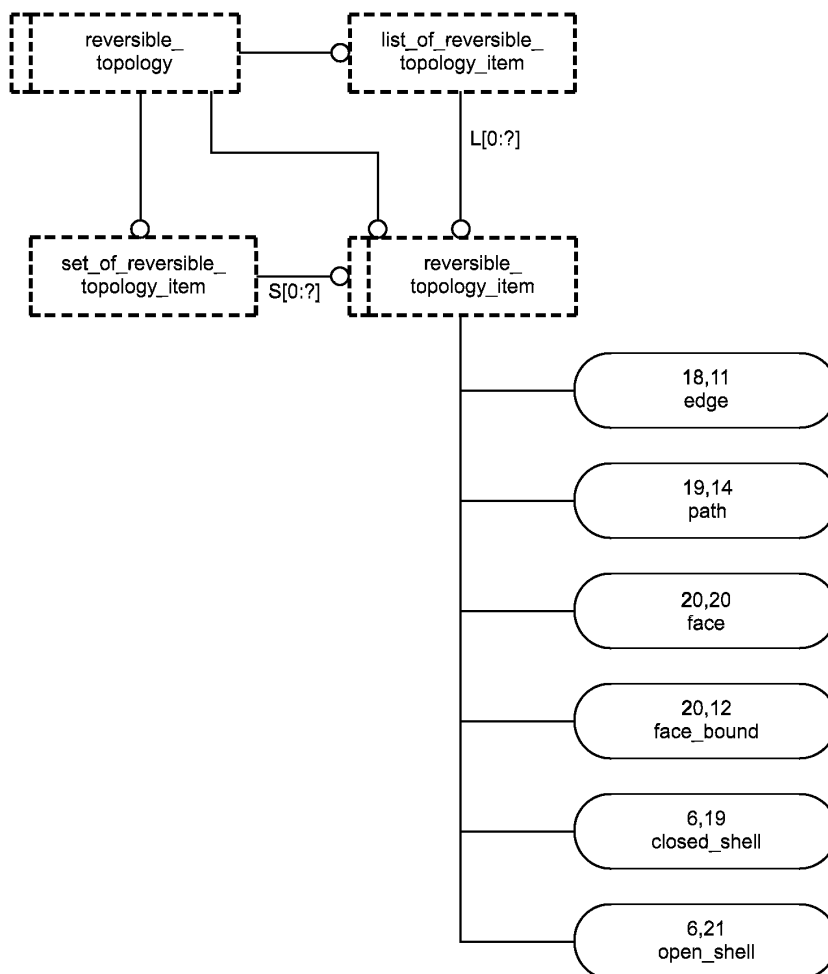 reversible_
topology
list_of_reversible_
topology_item
L[0:?]
set_of_reversible_
topology_item
S[0:?]
reversible_
topology_item
18,11
edge
19,14
path
20,20
face
20,12
face_bound
6,19
closed_shell
6,21
open_shell